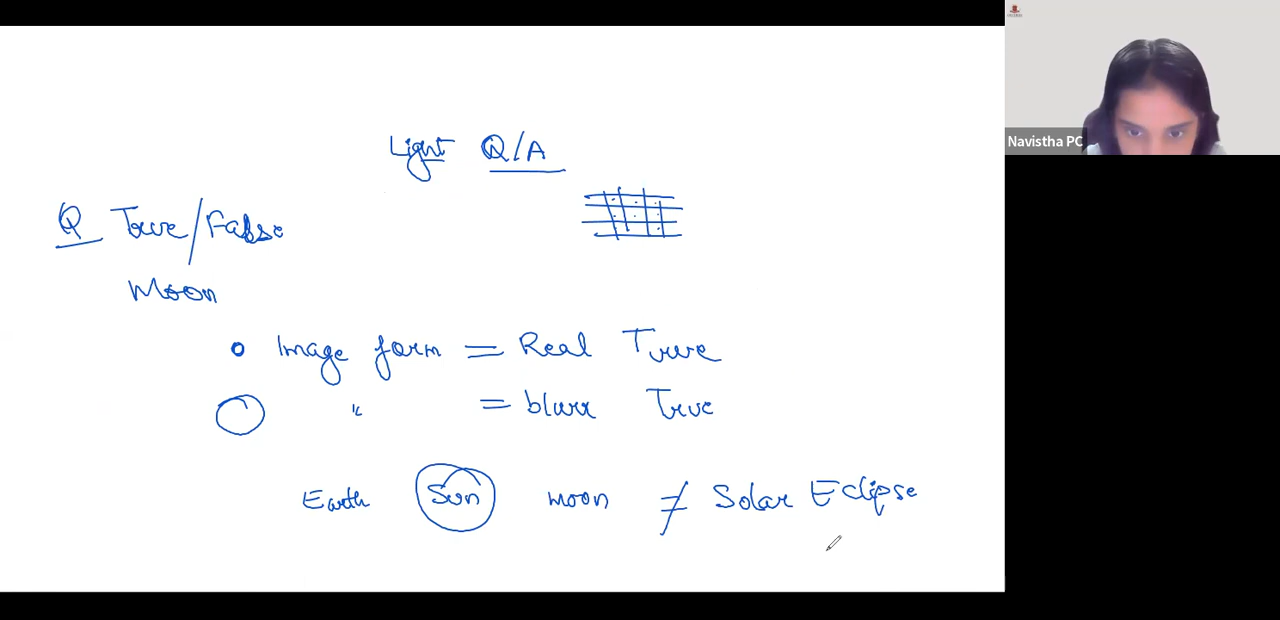 Light Q/A
Q True/False
Moon
Image form = Real True
" = blurr True
Earth Sun moon ≠ Solar Eclipse
Navistha PC